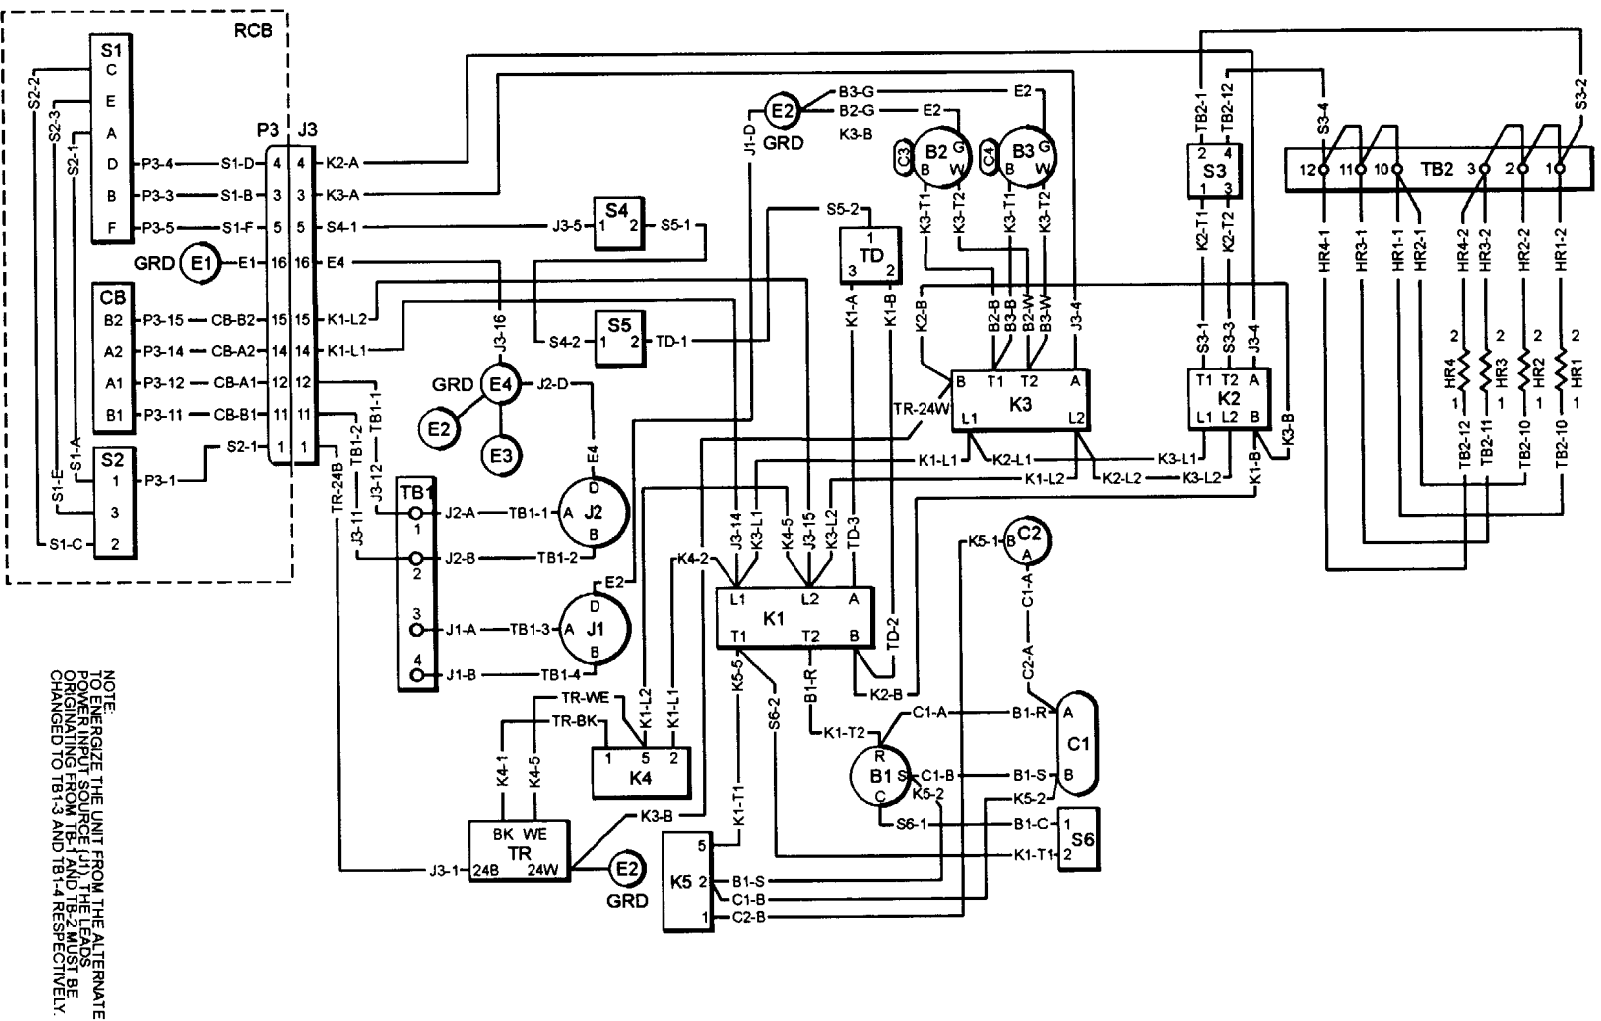 RCB
S1
C
E
A
D
B
F
S2-2
S2-3
S2-1
P3-4 S1-D
P3-3 S1-B
P3-5 S1-F
P3 J3
4 4 K2-A
3 3 K3-A
5 5 S4-1
GRD E1 E1 16 16 E4
CB
B2 P3-15 CB-B2 15 15 K1-L2
A2 P3-14 CB-A2 14 14 K1-L1
A1 P3-12 CB-A1 12 12
B1 P3-11 CB-B1 11 11
S2-1 1 1
S2
1 P3-1
3
2
S1-A
S1-E
S1-C
TB1-1
TB1-2
J3-12
J3-11
TR-24B
J3-5 1 S4 2 S5-1
S4-2 1 S5 2 TD-1
S5-2
J3-16
GRD E4 J2-D
E2
E3
E4
TB1
1
2
3
4
J2-A TB1-1 A
J2-B TB1-2
D
J2
B
J1-A TB1-3 A
J1-B TB1-4
E2
D
J1
B
J1-D
E2
GRD
B3-G E2
B2-G E2
K3-B
C3
B2
G
B W
C4
B3
G
B W
K3-T1
K3-T2
K3-T1
K3-T2
1
TD
3 2
K1-A
K1-B
K2-B
B2-B
B3-B
B2-W
B3-W
J3-4
B T1 T2 A
K3
L1 L2
TR-24W
K1-L1
K2-L1
K3-L1
K1-L2
K2-L2
K3-L2
TB2-1
TB2-12
2 4
S3
1 3
K2-T1
K2-T2
S3-1
S3-3
J3-4
T1 T2 A
K2
L1 L2 B
K1-B
K3-B
S3-4
S3-2
12 11 10 TB2 3 2 1
HR4-1
HR3-1
HR1-1
HR2-1
HR4-2
HR3-2
HR2-2
HR1-2
2 2 2 2
HR4
HR3
HR2
HR1
1 1 1 1
TB2-12
TB2-11
TB2-10
TB2-10
K4-2
J3-14
K3-L1
K4-5
J3-15
K3-L2
TD-3
L1 L2 A
K1
T1 T2 B
TD-2
K2-B
K5-5
S6-2
B1-R
K1-T2
K1-T1
K5-1 B C2
A
C1-A
C2-A
R
B1 S
C
C1-A B1-R A
C1
C1-B B1-S B
K5-2
K5-2
S6-1 B1-C 1
S6
K1-T1 2
TR-WE
TR-BK
K1-L2
K1-L1
1 5 2
K4
K4-1
K4-5
BK WE
TR
J3-1 24B 24W
K3-B
E2
GRD
5
K5 2 B1-S
C1-B
1 C2-B
NOTE:
TO ENERGIZE THE UNIT FROM THE ALTERNATE
POWER INPUT SOURCE (J1), THE LEADS
ORIGINATING FROM TB-1 AND TB-2 MUST BE
CHANGED TO TB1-3 AND TB1-4 RESPECTIVELY.